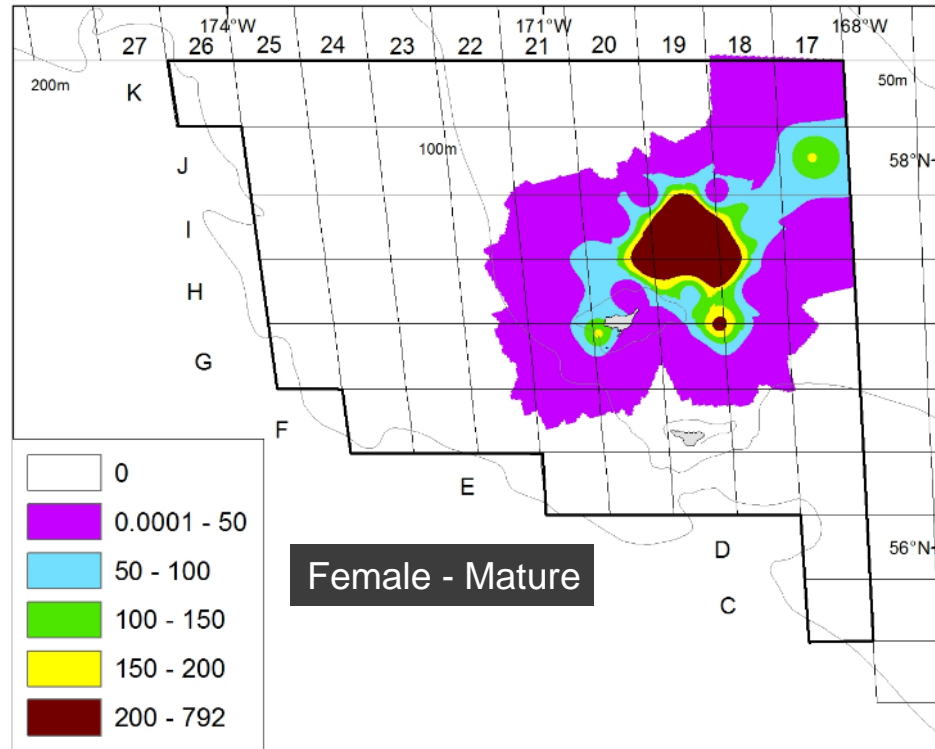 174°W 171°W 168°W
27 26 25 24 23 22 21 20 19 18 17
200m 50m
K
100m
58°N
J
I
H
G
F
E
D
56°N
C
0
0.0001 - 50
50 - 100
100 - 150
150 - 200
200 - 792
Female - Mature